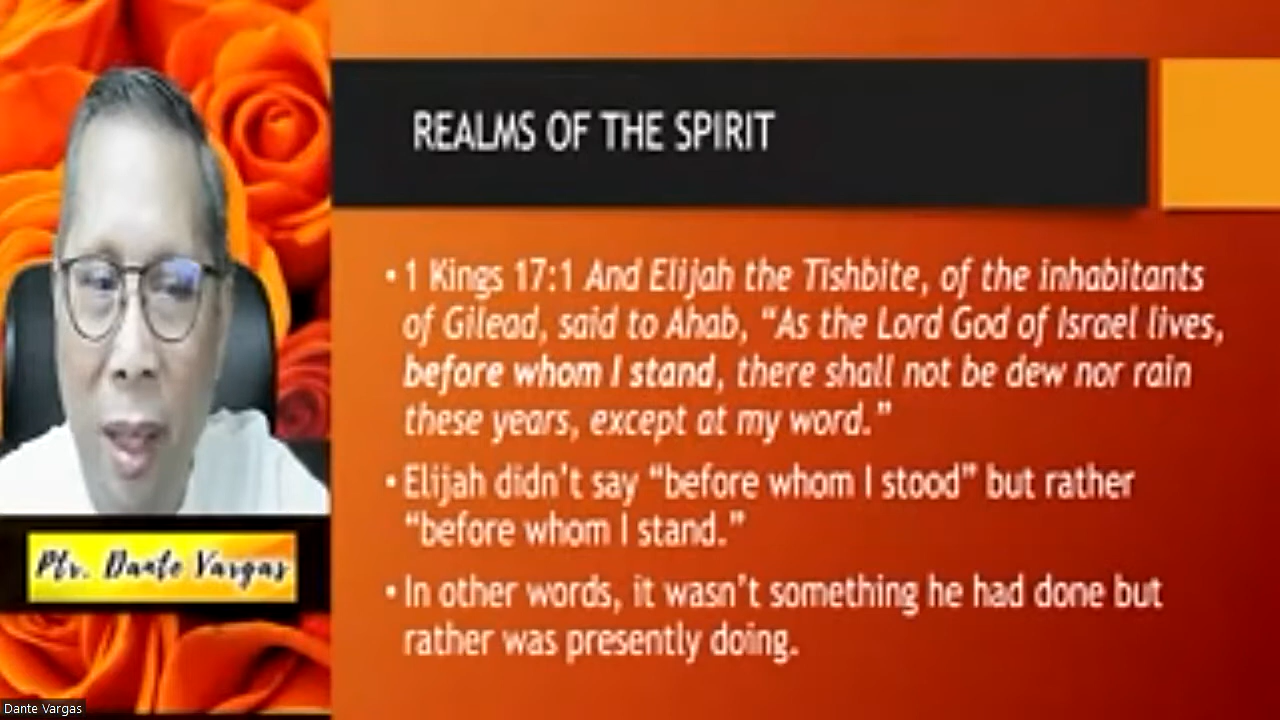 REALMS OF THE SPIRIT
• 1 Kings 17:1 And Elijah the Tishbite, of the inhabitants
of Gilead, said to Ahab, “As the Lord God of Israel lives,
before whom I stand, there shall not be dew nor rain
these years, except at my word.”
• Elijah didn’t say “before whom I stood” but rather
“before whom I stand.”
• In other words, it wasn’t something he had done but
rather was presently doing.
Ptr. Dante Vargas
Dante Vargas